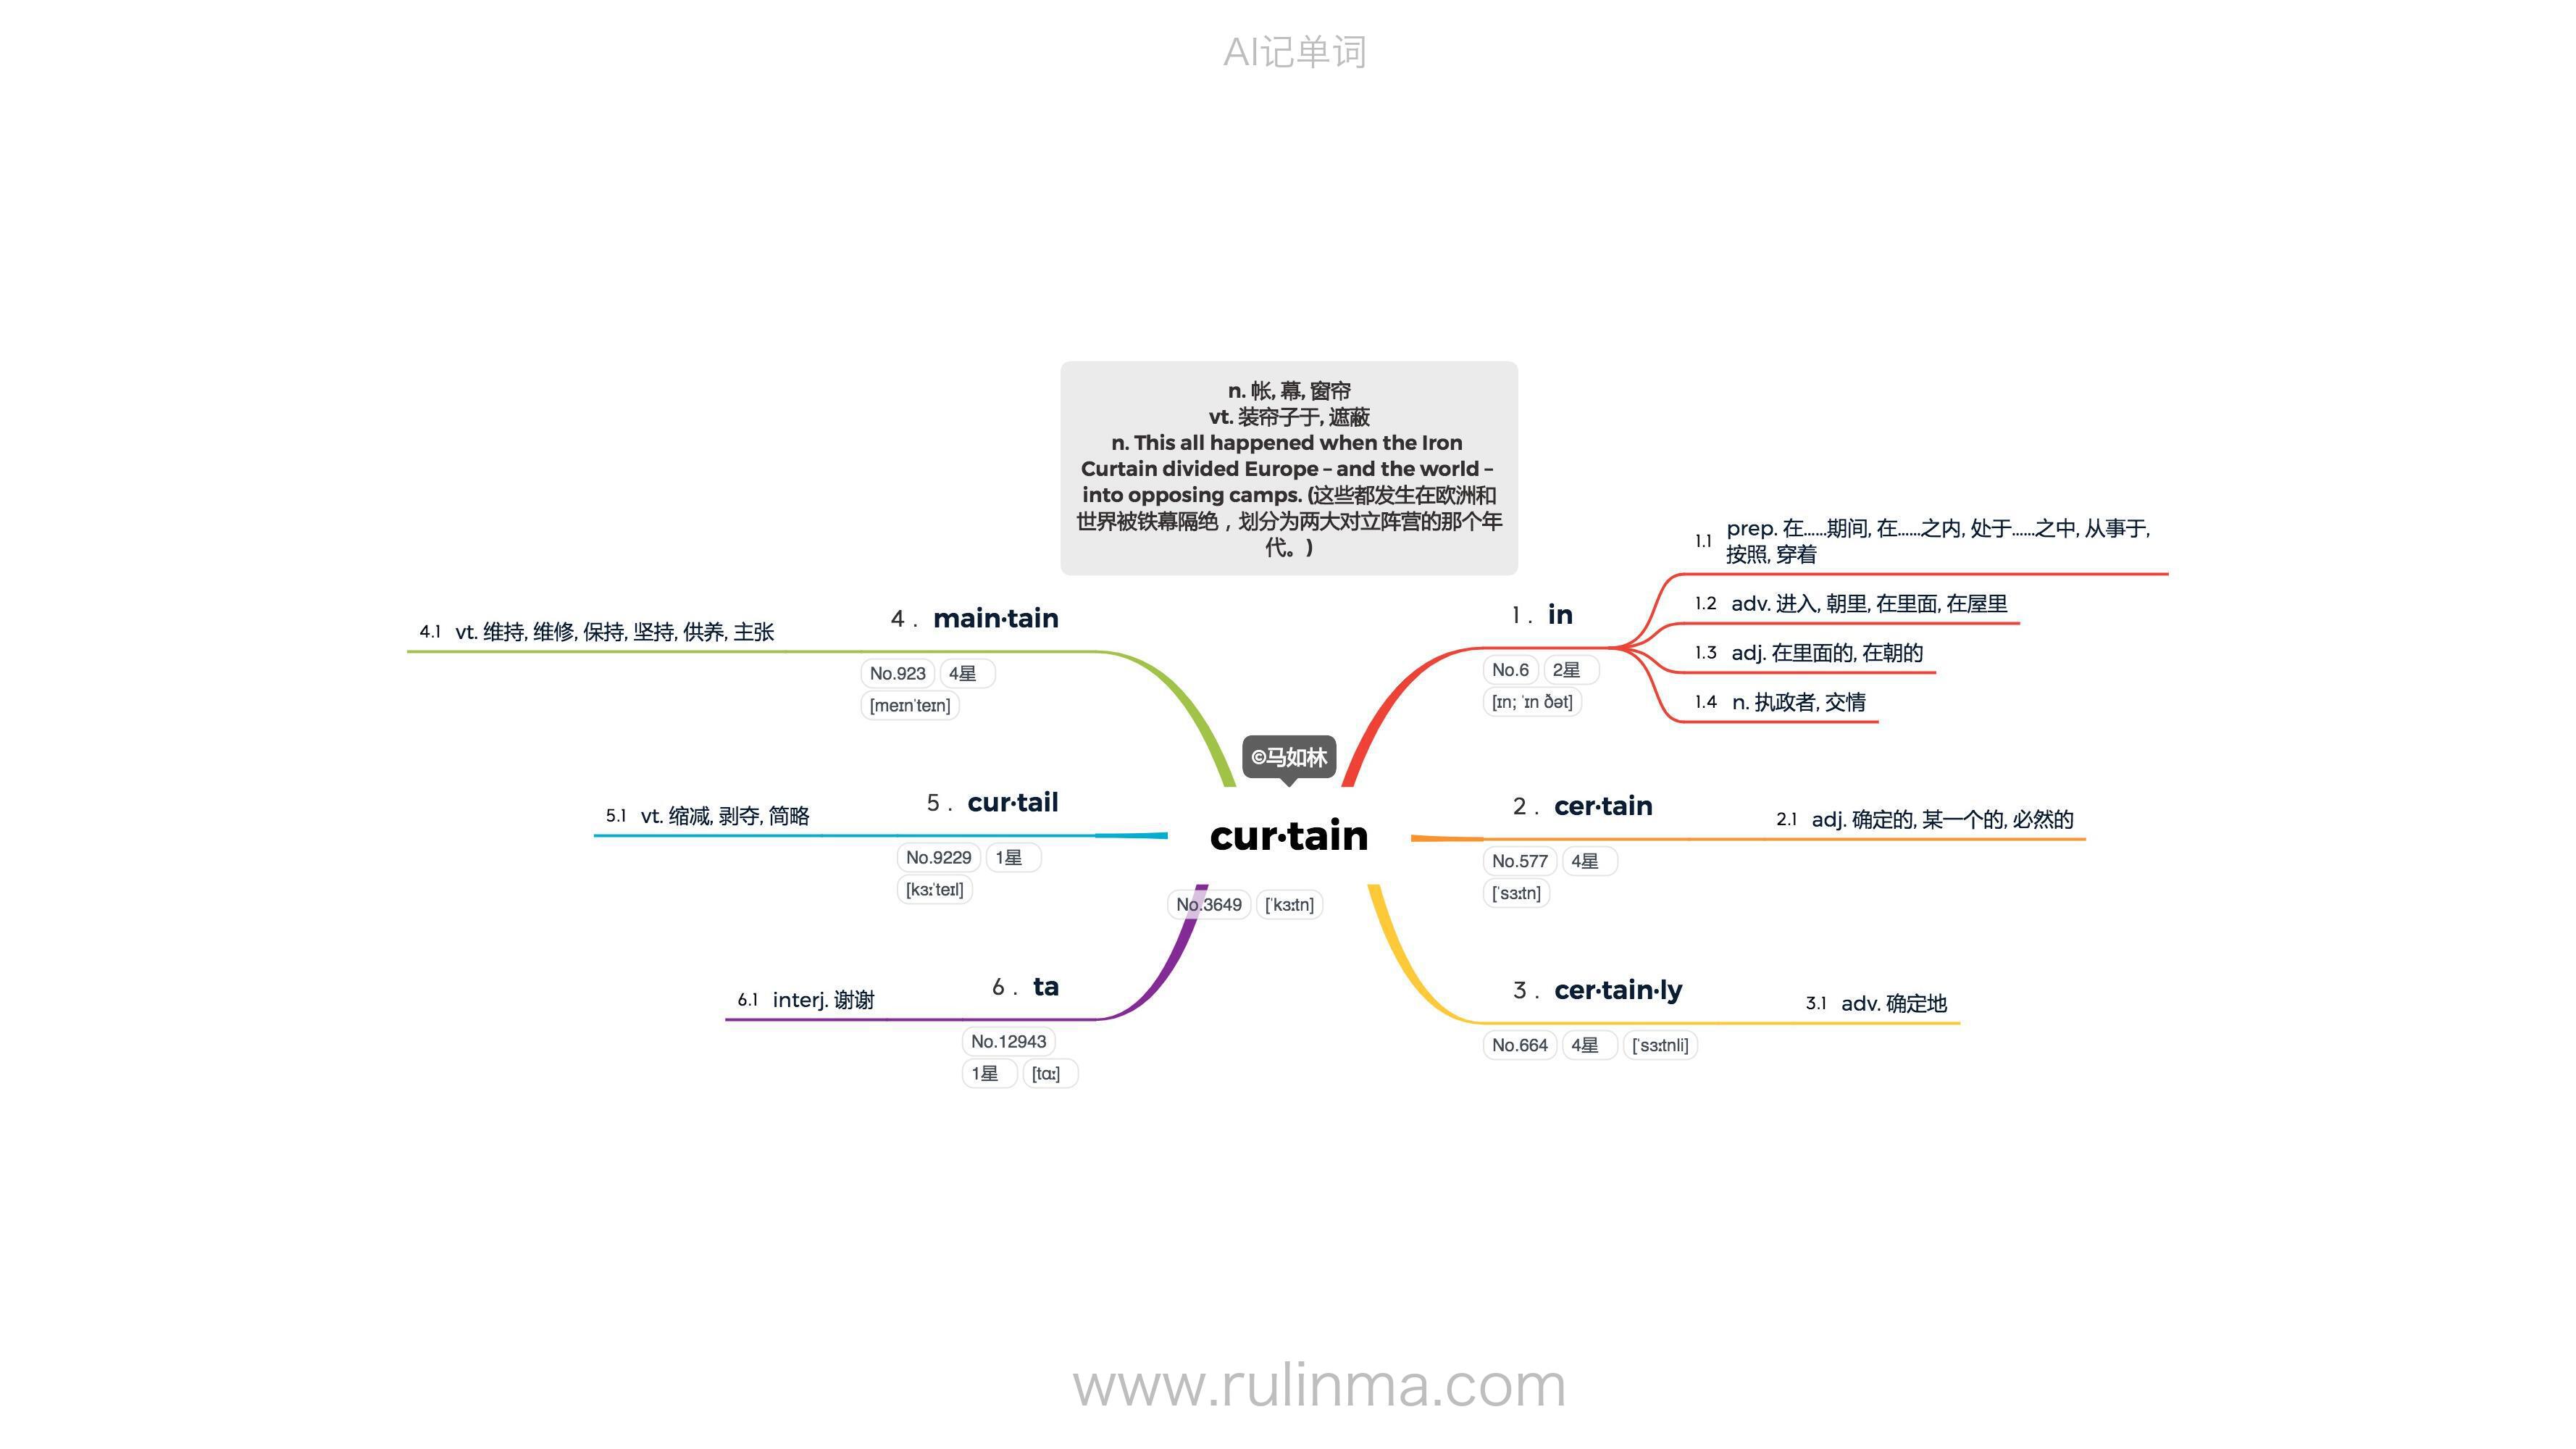 AI记单词
n. 帐, 幕, 窗帘
vt. 装帘子于, 遮蔽
n. This all happened when the Iron
Curtain divided Europe – and the world –
into opposing camps. (这些都发生在欧洲和
世界被铁幕隔绝，划分为两大对立阵营的那个年
代。)
©马如林
cur·tain
No.3649 [ˈkɜːtn]
1. in
No.6 2星
[ɪn; ˈɪn ðət]
1.1 prep. 在……期间, 在……之内, 处于……之中, 从事于,
按照, 穿着
1.2 adv. 进入, 朝里, 在里面, 在屋里
1.3 adj. 在里面的, 在朝的
1.4 n. 执政者, 交情
2. cer·tain
No.577 4星
[ˈsɜːtn]
2.1 adj. 确定的, 某一个的, 必然的
3. cer·tain·ly
No.664 4星 [ˈsɜːtnli]
3.1 adv. 确定地
4. main·tain
No.923 4星
[meɪnˈteɪn]
4.1 vt. 维持, 维修, 保持, 坚持, 供养, 主张
5. cur·tail
No.9229 1星
[kɜːˈteɪl]
5.1 vt. 缩减, 剥夺, 简略
6. ta
No.12943
1星 [tɑː]
6.1 interj. 谢谢
www.rulinma.com